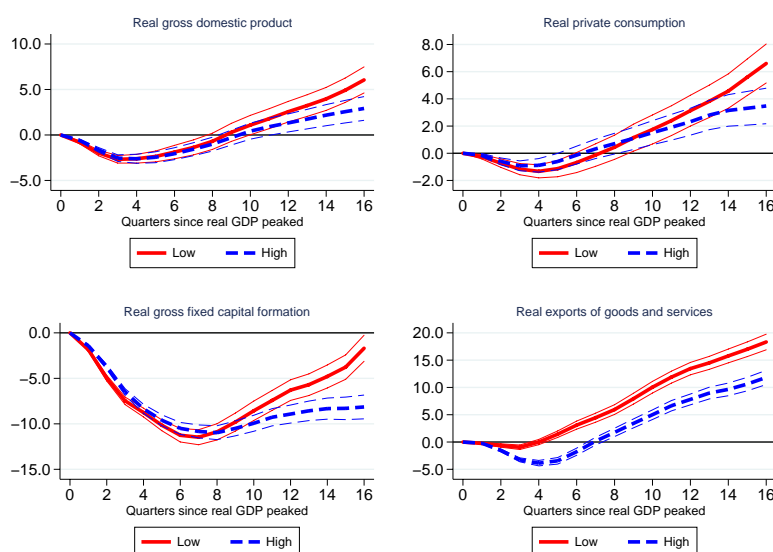 Real gross domestic product
10.0
5.0
0.0
−5.0
0 2 4 6 8 10 12 14 16
Quarters since real GDP peaked
Low High
Real private consumption
8.0
6.0
4.0
2.0
0.0
−2.0
0 2 4 6 8 10 12 14 16
Quarters since real GDP peaked
Low High
Real gross fixed capital formation
0.0
−5.0
−10.0
−15.0
0 2 4 6 8 10 12 14 16
Quarters since real GDP peaked
Low High
Real exports of goods and services
20.0
15.0
10.0
5.0
0.0
−5.0
0 2 4 6 8 10 12 14 16
Quarters since real GDP peaked
Low High